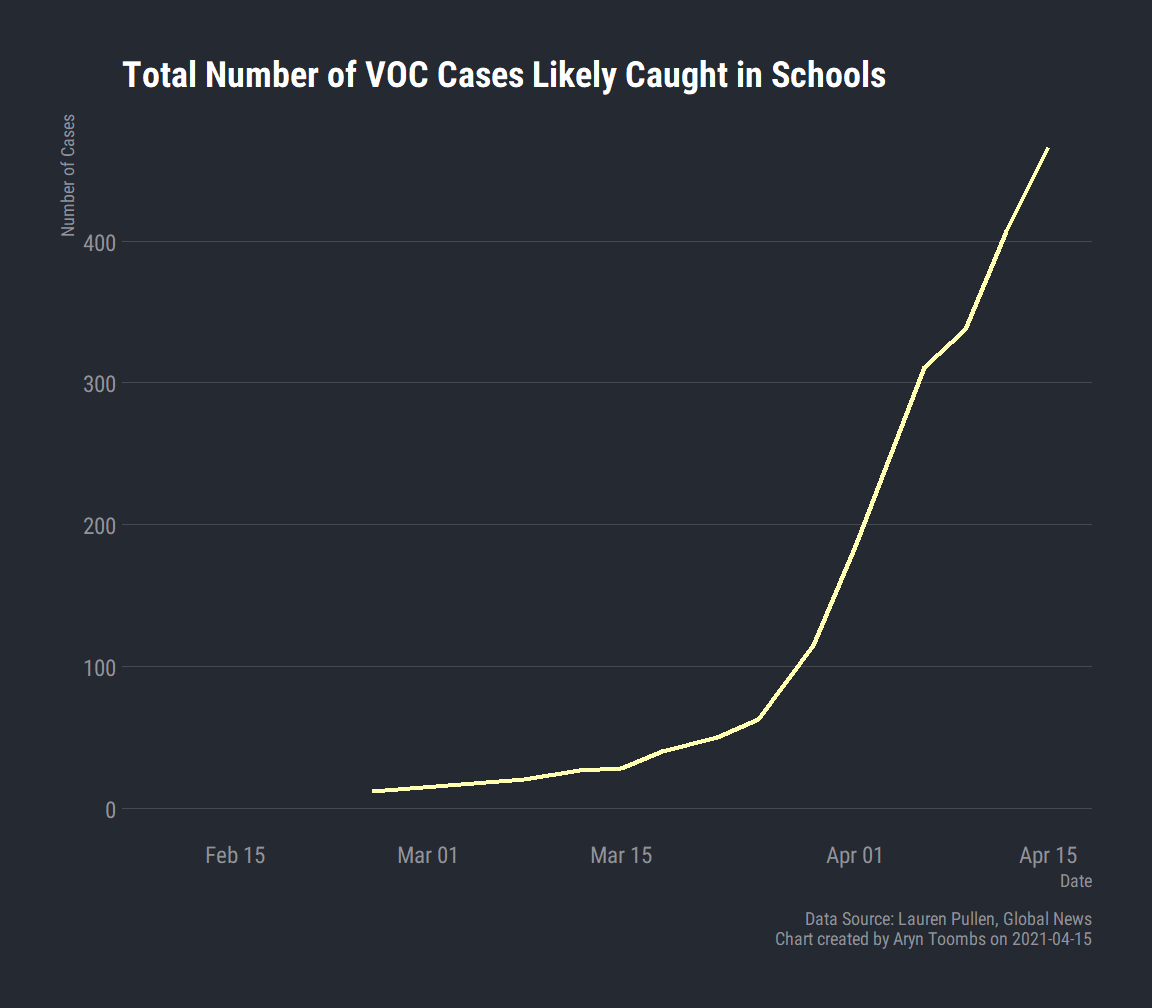 Total Number of VOC Cases Likely Caught in Schools
Number of Cases
400
300
200
100
0
Feb 15 Mar 01 Mar 15 Apr 01 Apr 15
Date
Data Source: Lauren Pullen, Global News
Chart created by Aryn Toombs on 2021-04-15